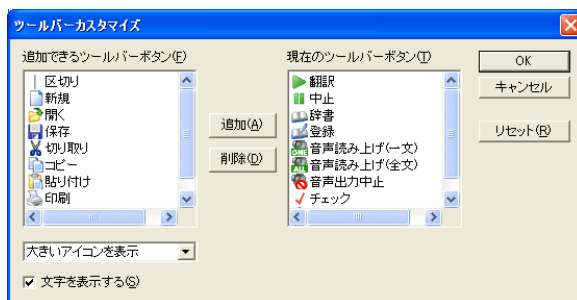 ツールバーカスタマイズ
追加できるツールバーボタン(F)
区切り
新規
開く
保存
切り取り
コピー
貼り付け
印刷
追加(A)
削除(D)
現在のツールバーボタン(T)
翻訳
中止
辞書
登録
音声読み上げ(一文)
音声読み上げ(全文)
音声出力中止
チェック
OK
キャンセル
リセット(R)
大きいアイコンを表示
文字を表示する(S)